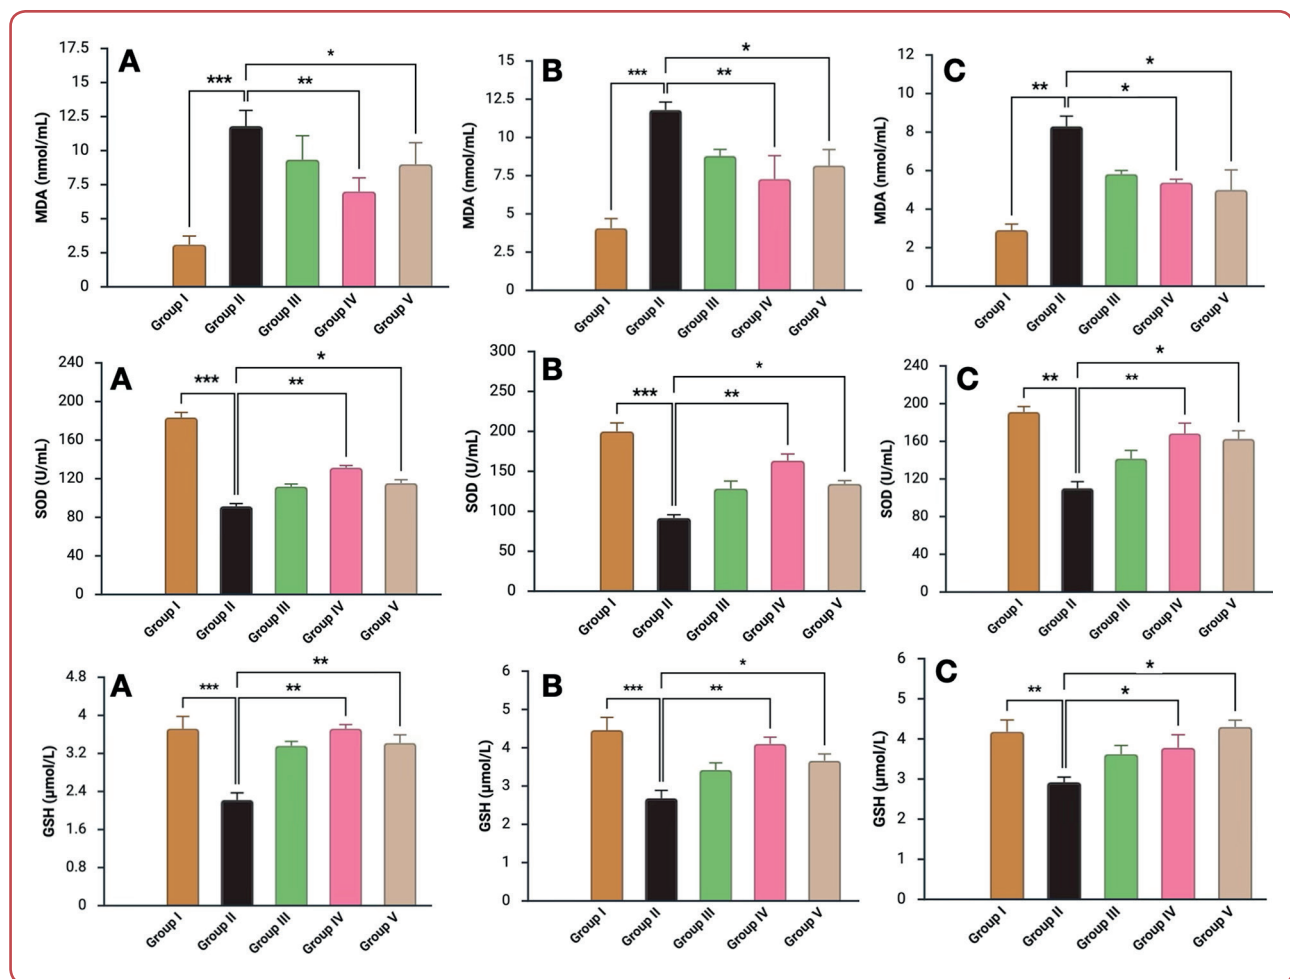 A
MDA (nmol/mL)
17.5
15
12.5
10
7.5
5
2.5
0
***
**
*
Group I
Group II
Group III
Group IV
Group V
B
MDA (nmol/mL)
15
12.5
10
7.5
5
2.5
0
***
**
*
Group I
Group II
Group III
Group IV
Group V
C
MDA (nmol/mL)
12
10
8
6
4
2
0
**
*
*
Group I
Group II
Group III
Group IV
Group V
A
SOD (U/mL)
240
200
160
120
80
40
0
***
**
*
Group I
Group II
Group III
Group IV
Group V
B
SOD (U/mL)
300
250
200
150
100
50
0
***
**
*
Group I
Group II
Group III
Group IV
Group V
C
SOD (U/mL)
240
200
160
120
80
40
0
**
**
*
Group I
Group II
Group III
Group IV
Group V
A
GSH (µmol/L)
4.8
4
3.2
2.4
1.6
0.8
0
***
**
**
Group I
Group II
Group III
Group IV
Group V
B
GSH (µmol/L)
6
5
4
3
2
1
0
***
**
*
Group I
Group II
Group III
Group IV
Group V
C
GSH (µmol/L)
6
5
4
3
2
1
0
**
*
*
Group I
Group II
Group III
Group IV
Group V